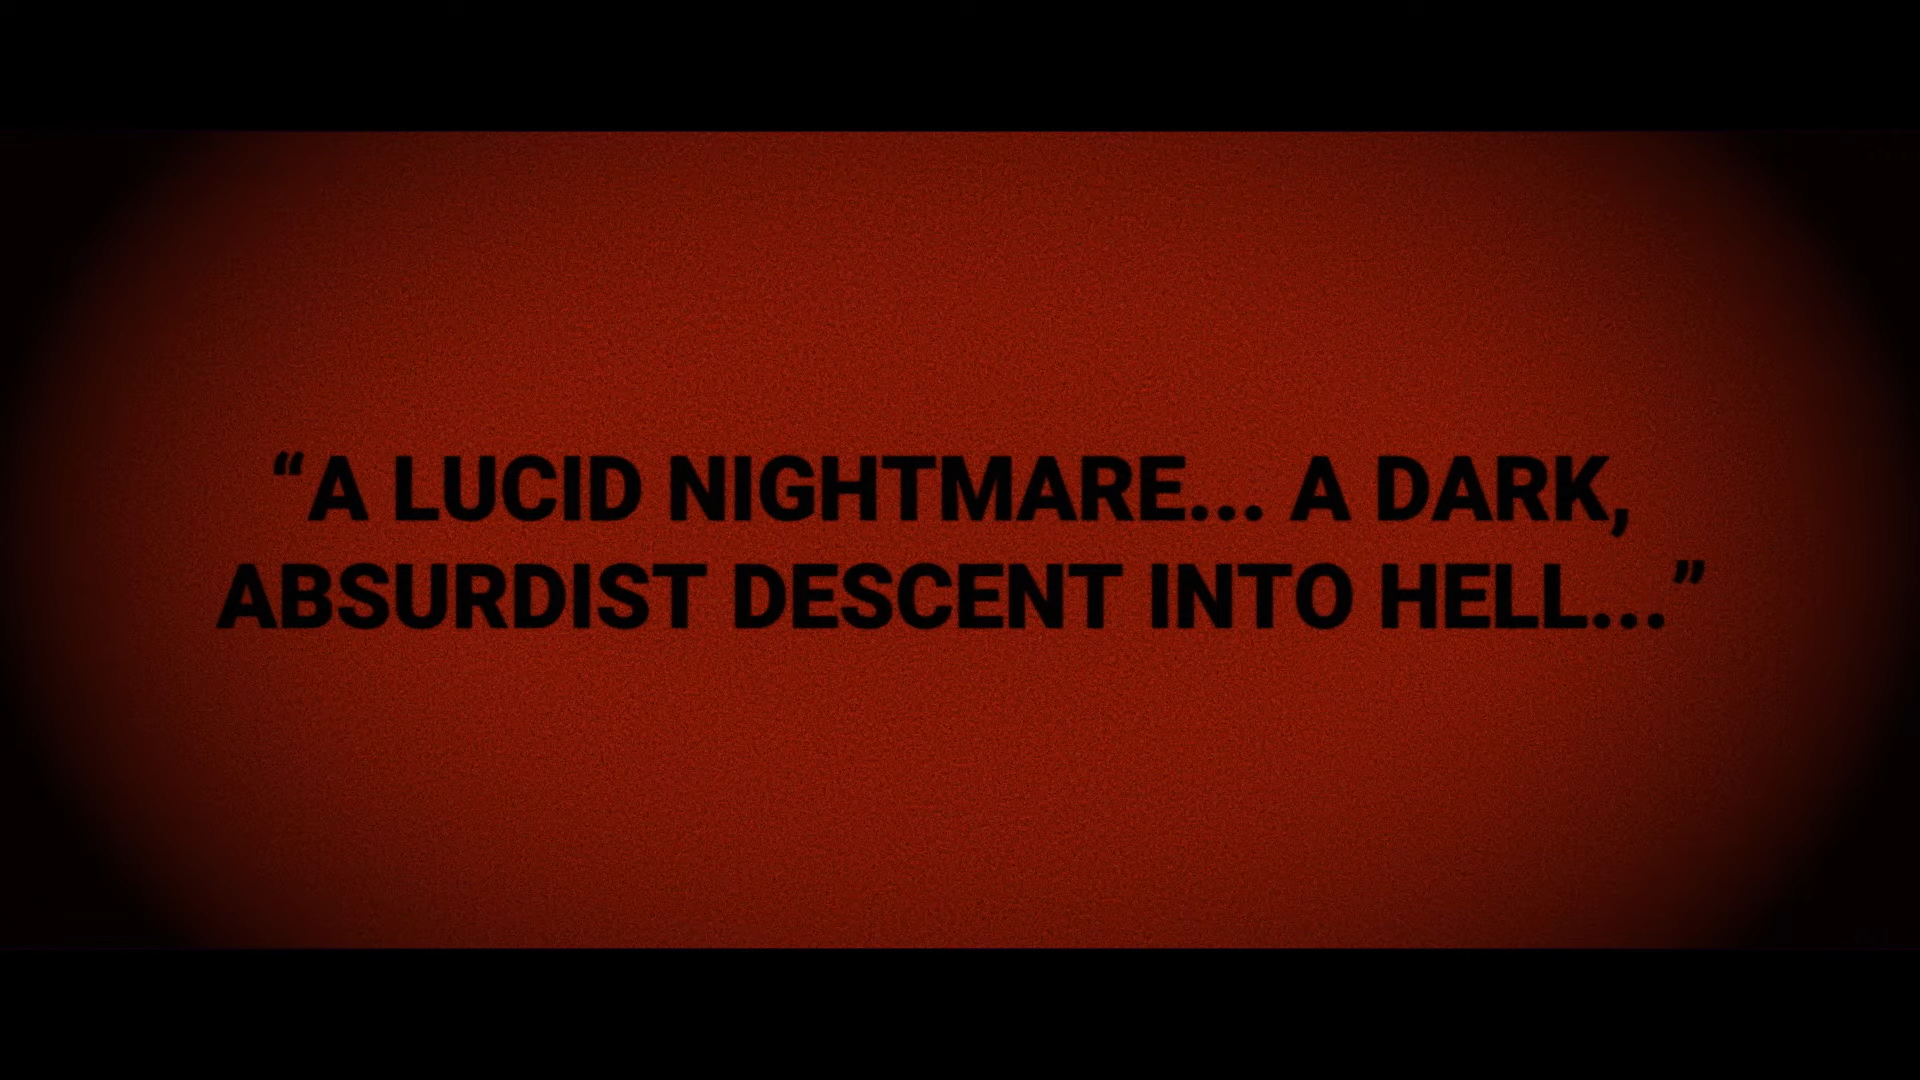 “A LUCID NIGHTMARE... A DARK,
ABSURDIST DESCENT INTO HELL...”